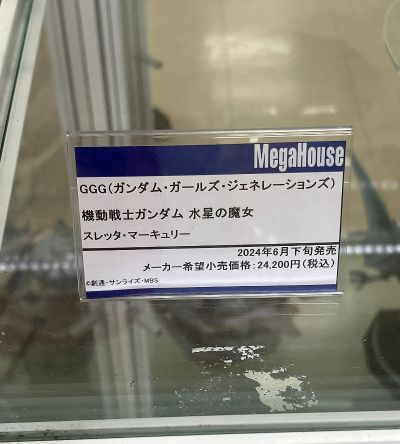 MegaHouse
GGG(ガンダム・ガールズ・ジェネレーションズ)
機動戦士ガンダム 水星の魔女
スレッタ・マーキュリー
2024年6月下旬発売
メーカー希望小売価格：24,200円(税込)
©創通・サンライズ・MBS